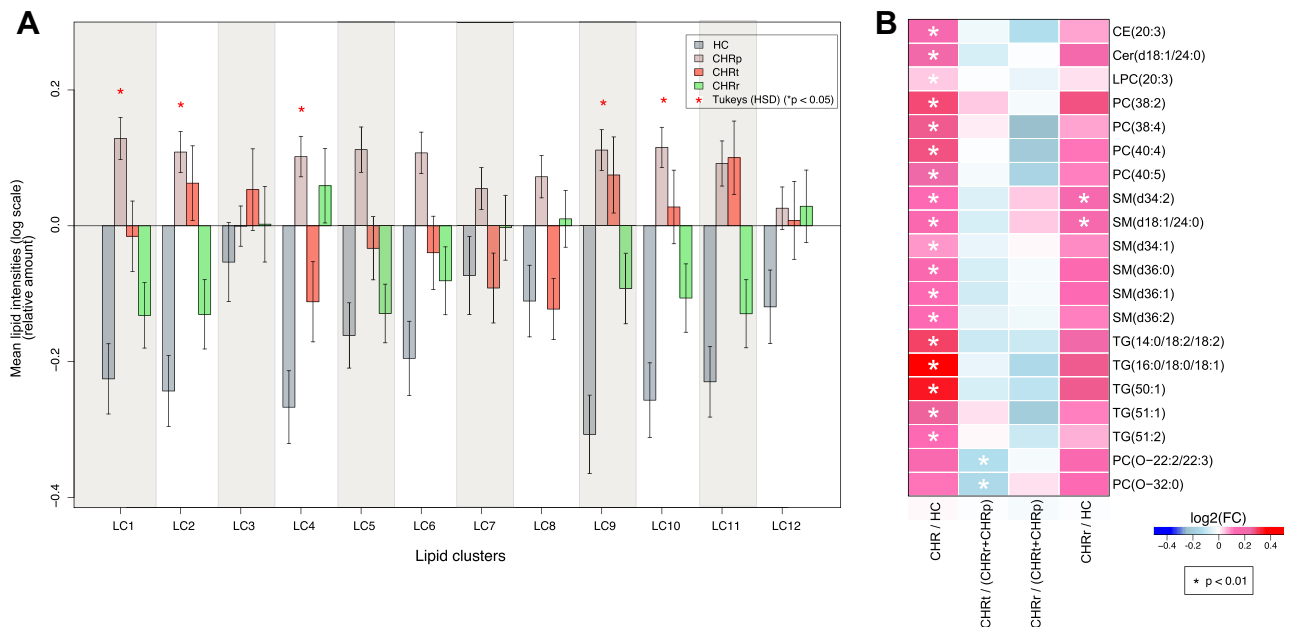 A
Mean lipid intensities (log scale)
(relative amount)
0.2
0.0
−0.2
−0.4
HC
CHRp
CHRt
CHRr
* Tukeys (HSD) (*p < 0.05)
*
*
*
*
*
LC1 LC2 LC3 LC4 LC5 LC6 LC7 LC8 LC9 LC10 LC11 LC12
Lipid clusters
B
* CE(20:3)
* Cer(d18:1/24:0)
* LPC(20:3)
* PC(38:2)
* PC(38:4)
* PC(40:4)
* PC(40:5)
* * SM(d34:2)
* * SM(d18:1/24:0)
* SM(d34:1)
* SM(d36:0)
* SM(d36:1)
* SM(d36:2)
* TG(14:0/18:2/18:2)
* TG(16:0/18:0/18:1)
* TG(50:1)
* TG(51:1)
* TG(51:2)
* PC(O−22:2/22:3)
* PC(O−32:0)
CHR / HC
CHRt / (CHRr+CHRp)
CHRr / (CHRt+CHRp)
CHRr / HC
log2(FC)
−0.4 −0.2 0 0.2 0.4
* p < 0.01